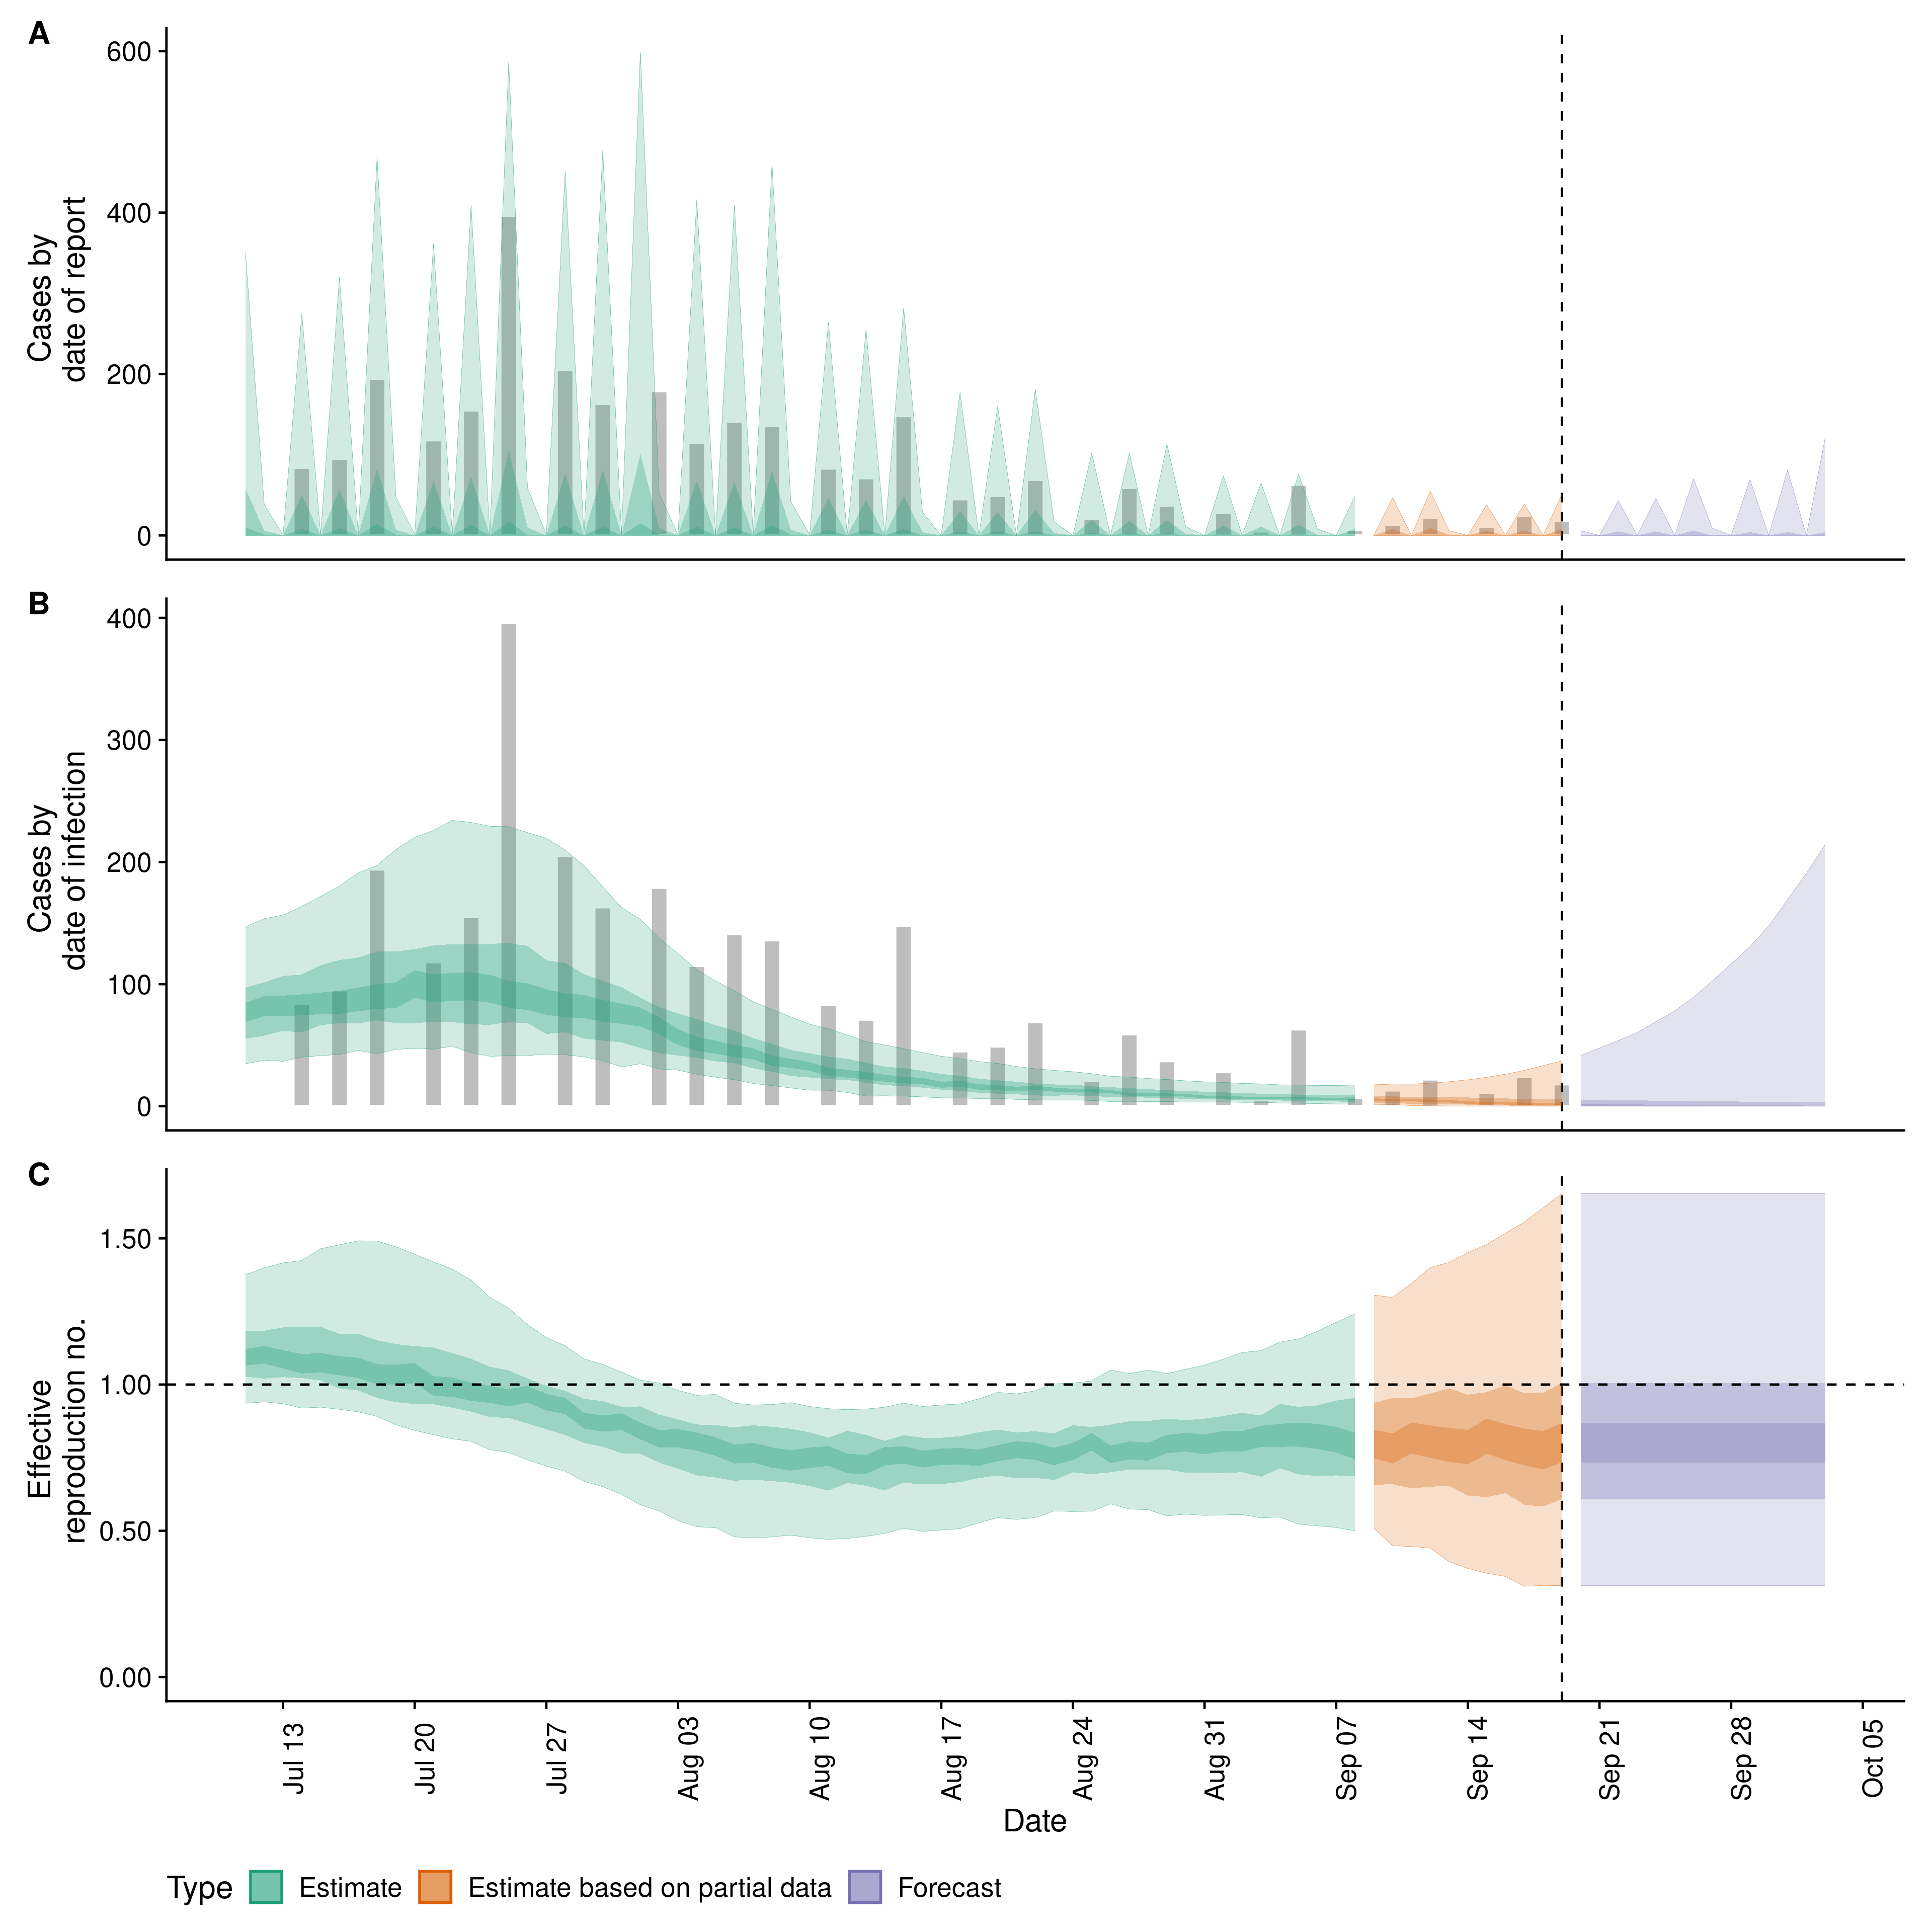 A
Cases by
date of report
600
400
200
0
B
Cases by
date of infection
400
300
200
100
0
C
Effective
reproduction no.
1.50
1.00
0.50
0.00
Jul 13
Jul 20
Jul 27
Aug 03
Aug 10
Aug 17
Aug 24
Aug 31
Sep 07
Sep 14
Sep 21
Sep 28
Oct 05
Date
Type Estimate Estimate based on partial data Forecast